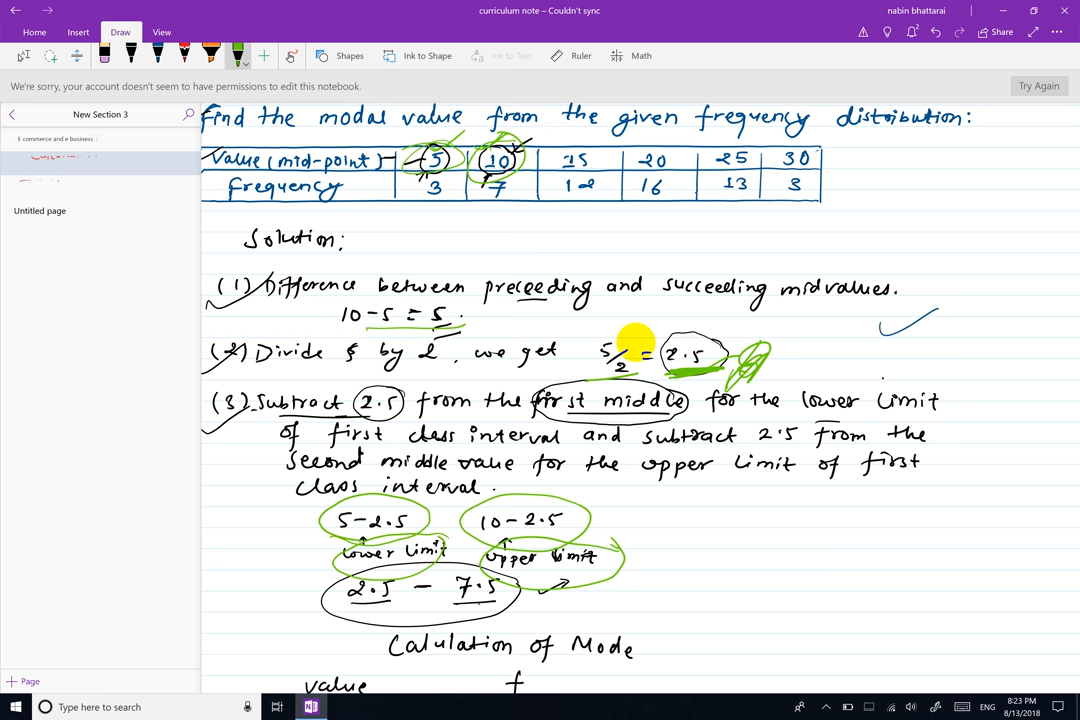 curriculum note – Couldn't sync
nabin bhattarai
Home Insert Draw View
Share
Shapes Ink to Shape Ink to Text Ruler Math
We're sorry, your account doesn't seem to have permissions to edit this notebook.
Try Again
New Section 3
E commerce and e business
Untitled page
Page
Find the modal value from the given frequency distribution:
Value (mid-point) 5 10 15 20 25 30
Frequency 3 7 12 16 13 3
Solution:
(1) Difference between preceeding and succeeding midvalues.
10 - 5 = 5.
(2) Divide 5 by 2, we get 5/2 = 2.5
(3) Subtract 2.5 from the first middle for the lower limit
of first class interval and subtract 2.5 from the
second middle value for the upper limit of first
class interval.
5-2.5 10-2.5
lower limit upper limit
2.5 - 7.5
Calulation of Mode
value f
Type here to search
ENG
8:23 PM
8/13/2018